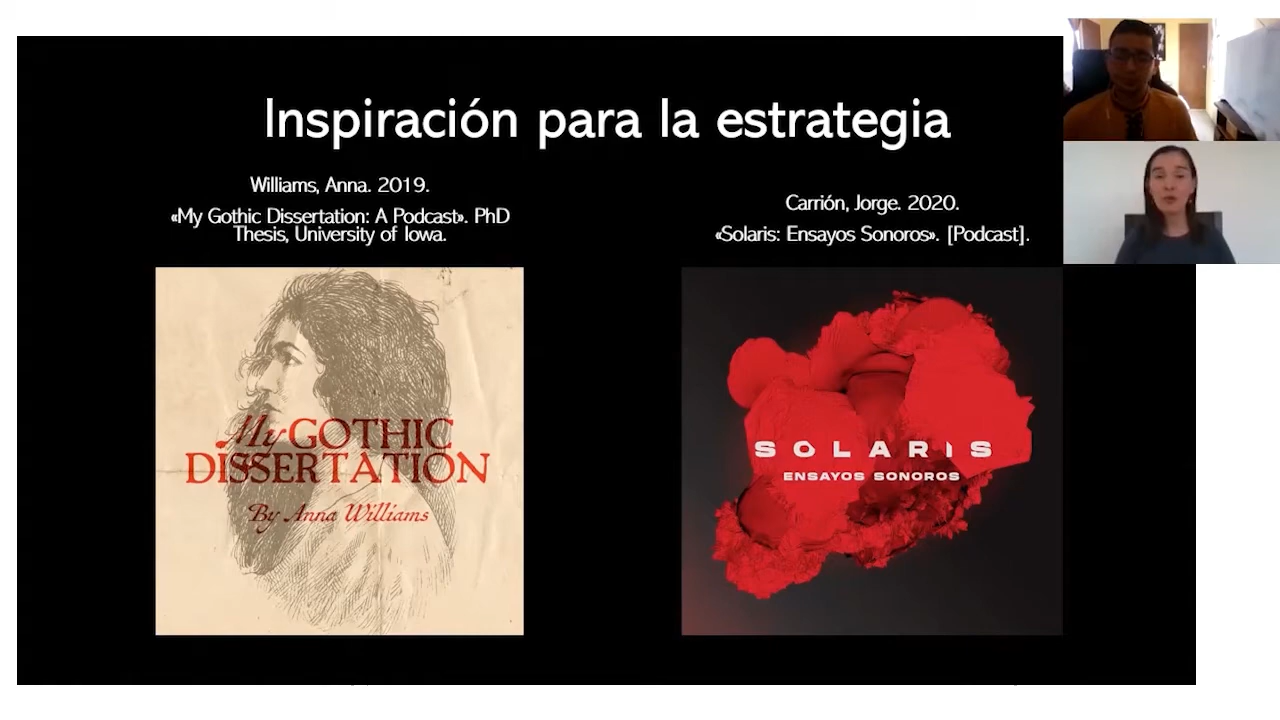 Inspiración para la estrategia
Williams, Anna. 2019.
«My Gothic Dissertation: A Podcast». PhD
Thesis, University of Iowa.
Carrión, Jorge. 2020.
«Solaris: Ensayos Sonoros». [Podcast].
My GOTHIC
DISSERTATION
By Anna Williams
SOLARIS
ENSAYOS SONOROS